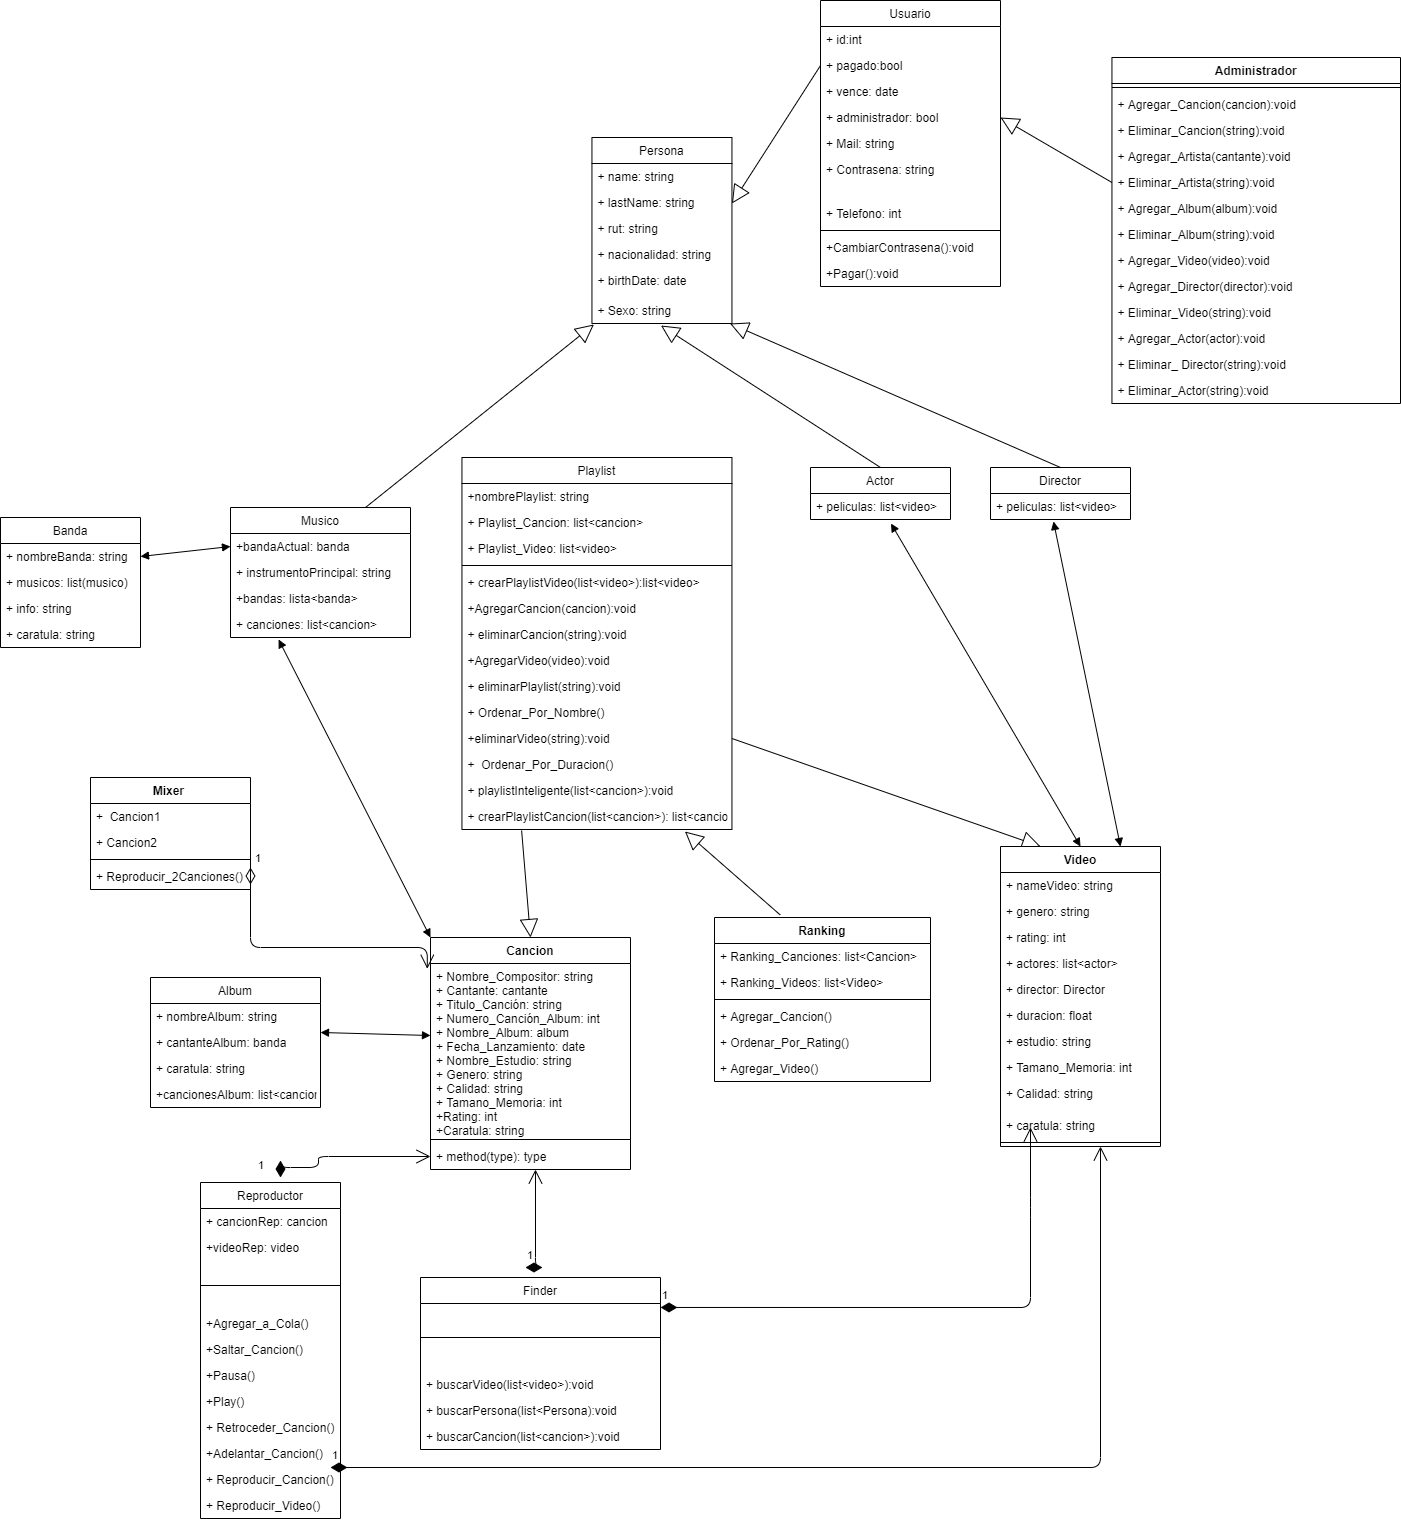 Usuario
+ id:int
+ pagado:bool
+ vence: date
+ administrador: bool
+ Mail: string
+ Contrasena: string
+ Telefono: int
+CambiarContrasena():void
+Pagar():void
Administrador
+ Agregar_Cancion(cancion):void
+ Eliminar_Cancion(string):void
+ Agregar_Artista(cantante):void
+ Eliminar_Artista(string):void
+ Agregar_Album(album):void
+ Eliminar_Album(string):void
+ Agregar_Video(video):void
+ Agregar_Director(director):void
+ Eliminar_Video(string):void
+ Agregar_Actor(actor):void
+ Eliminar_ Director(string):void
+ Eliminar_Actor(string):void
Persona
+ name: string
+ lastName: string
+ rut: string
+ nacionalidad: string
+ birthDate: date
+ Sexo: string
Playlist
+nombrePlaylist: string
+ Playlist_Cancion: list<cancion>
+ Playlist_Video: list<video>
+ crearPlaylistVideo(list<video>):list<video>
+AgregarCancion(cancion):void
+ eliminarCancion(string):void
+AgregarVideo(video):void
+ eliminarPlaylist(string):void
+ Ordenar_Por_Nombre()
+eliminarVideo(string):void
+  Ordenar_Por_Duracion()
+ playlistInteligente(list<cancion>):void
+ crearPlaylistCancion(list<cancion>): list<cancio
Actor
+ peliculas: list<video>
Director
+ peliculas: list<video>
Banda
+ nombreBanda: string
+ musicos: list(musico)
+ info: string
+ caratula: string
Musico
+bandaActual: banda
+ instrumentoPrincipal: string
+bandas: lista<banda>
+ canciones: list<cancion>
Mixer
+  Cancion1
+ Cancion2
+ Reproducir_2Canciones()
1
Video
+ nameVideo: string
+ genero: string
+ rating: int
+ actores: list<actor>
+ director: Director
+ duracion: float
+ estudio: string
+ Tamano_Memoria: int
+ Calidad: string
+ caratula: string
Ranking
+ Ranking_Canciones: list<Cancion>
+ Ranking_Videos: list<Video>
+ Agregar_Cancion()
+ Ordenar_Por_Rating()
+ Agregar_Video()
Cancion
+ Nombre_Compositor: string
+ Cantante: cantante
+ Titulo_Canción: string
+ Numero_Canción_Album: int
+ Nombre_Album: album
+ Fecha_Lanzamiento: date
+ Nombre_Estudio: string
+ Genero: string
+ Calidad: string
+ Tamano_Memoria: int
+Rating: int
+Caratula: string
+ method(type): type
Album
+ nombreAlbum: string
+ cantanteAlbum: banda
+ caratula: string
+cancionesAlbum: list<cancion
1
Reproductor
+ cancionRep: cancion
+videoRep: video
+Agregar_a_Cola()
+Saltar_Cancion()
+Pausa()
+Play()
+ Retroceder_Cancion()
+Adelantar_Cancion()
1
+ Reproducir_Cancion()
+ Reproducir_Video()
1
Finder
1
+ buscarVideo(list<video>):void
+ buscarPersona(list<Persona):void
+ buscarCancion(list<cancion>):void